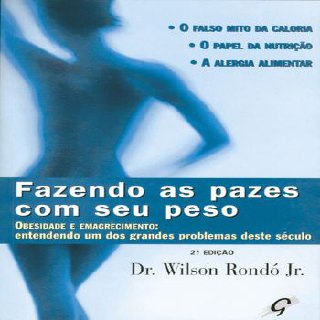 • O FALSO MITO DA CALORIA
• O PAPEL DA NUTRIÇÃO
• A ALERGIA ALIMENTAR
Fazendo as pazes
com seu peso
OBESIDADE E EMAGRECIMENTO:
entendendo um dos grandes problemas deste século
2ª EDIÇÃO
Dr. Wilson Rondó Jr.